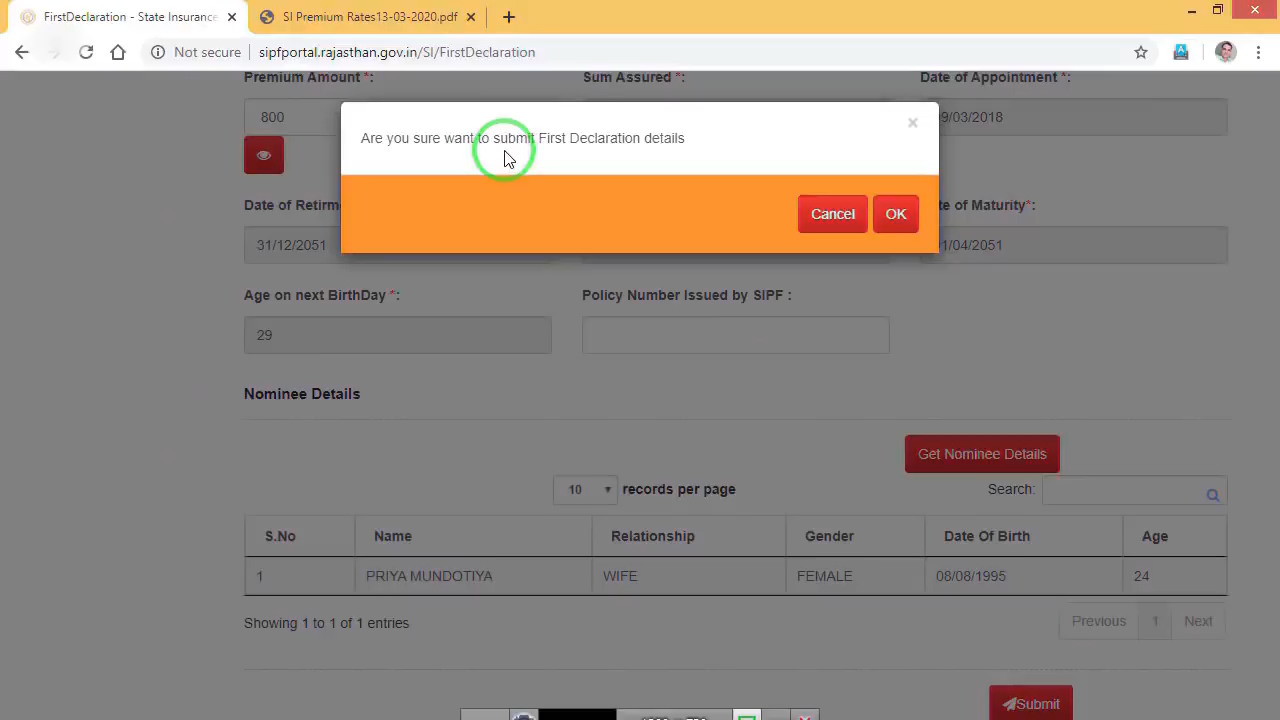 FirstDeclaration - State Insurance
SI Premium Rates13-03-2020.pdf
Not secure
sipfportal.rajasthan.gov.in/SI/FirstDeclaration
Premium Amount *:
Sum Assured *:
Date of Appointment *:
800
09/03/2018
Are you sure want to submit First Declaration details
×
Cancel
OK
Date of Retirm
te of Maturity*:
31/12/2051
01/04/2051
Age on next BirthDay *:
Policy Number Issued by SIPF :
29
Nominee Details
Get Nominee Details
10 records per page
Search:
S.No Name Relationship Gender Date Of Birth Age
1 PRIYA MUNDOTIYA WIFE FEMALE 08/08/1995 24
Showing 1 to 1 of 1 entries
Previous 1 Next
Submit